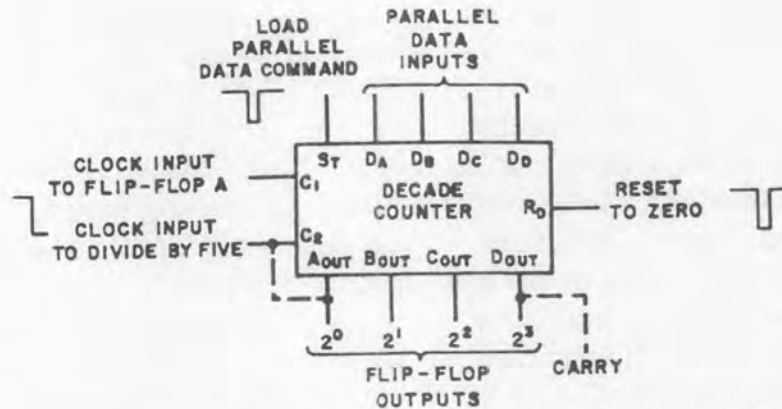 LOAD
PARALLEL
DATA COMMAND
PARALLEL
DATA
INPUTS
CLOCK INPUT
TO FLIP-FLOP A
CLOCK INPUT
TO DIVIDE BY FIVE
ST DA DB DC DD
C1
DECADE
COUNTER
RD
C2
AOUT BOUT COUT DOUT
RESET
TO ZERO
2⁰ 2¹ 2² 2³
CARRY
FLIP-FLOP
OUTPUTS